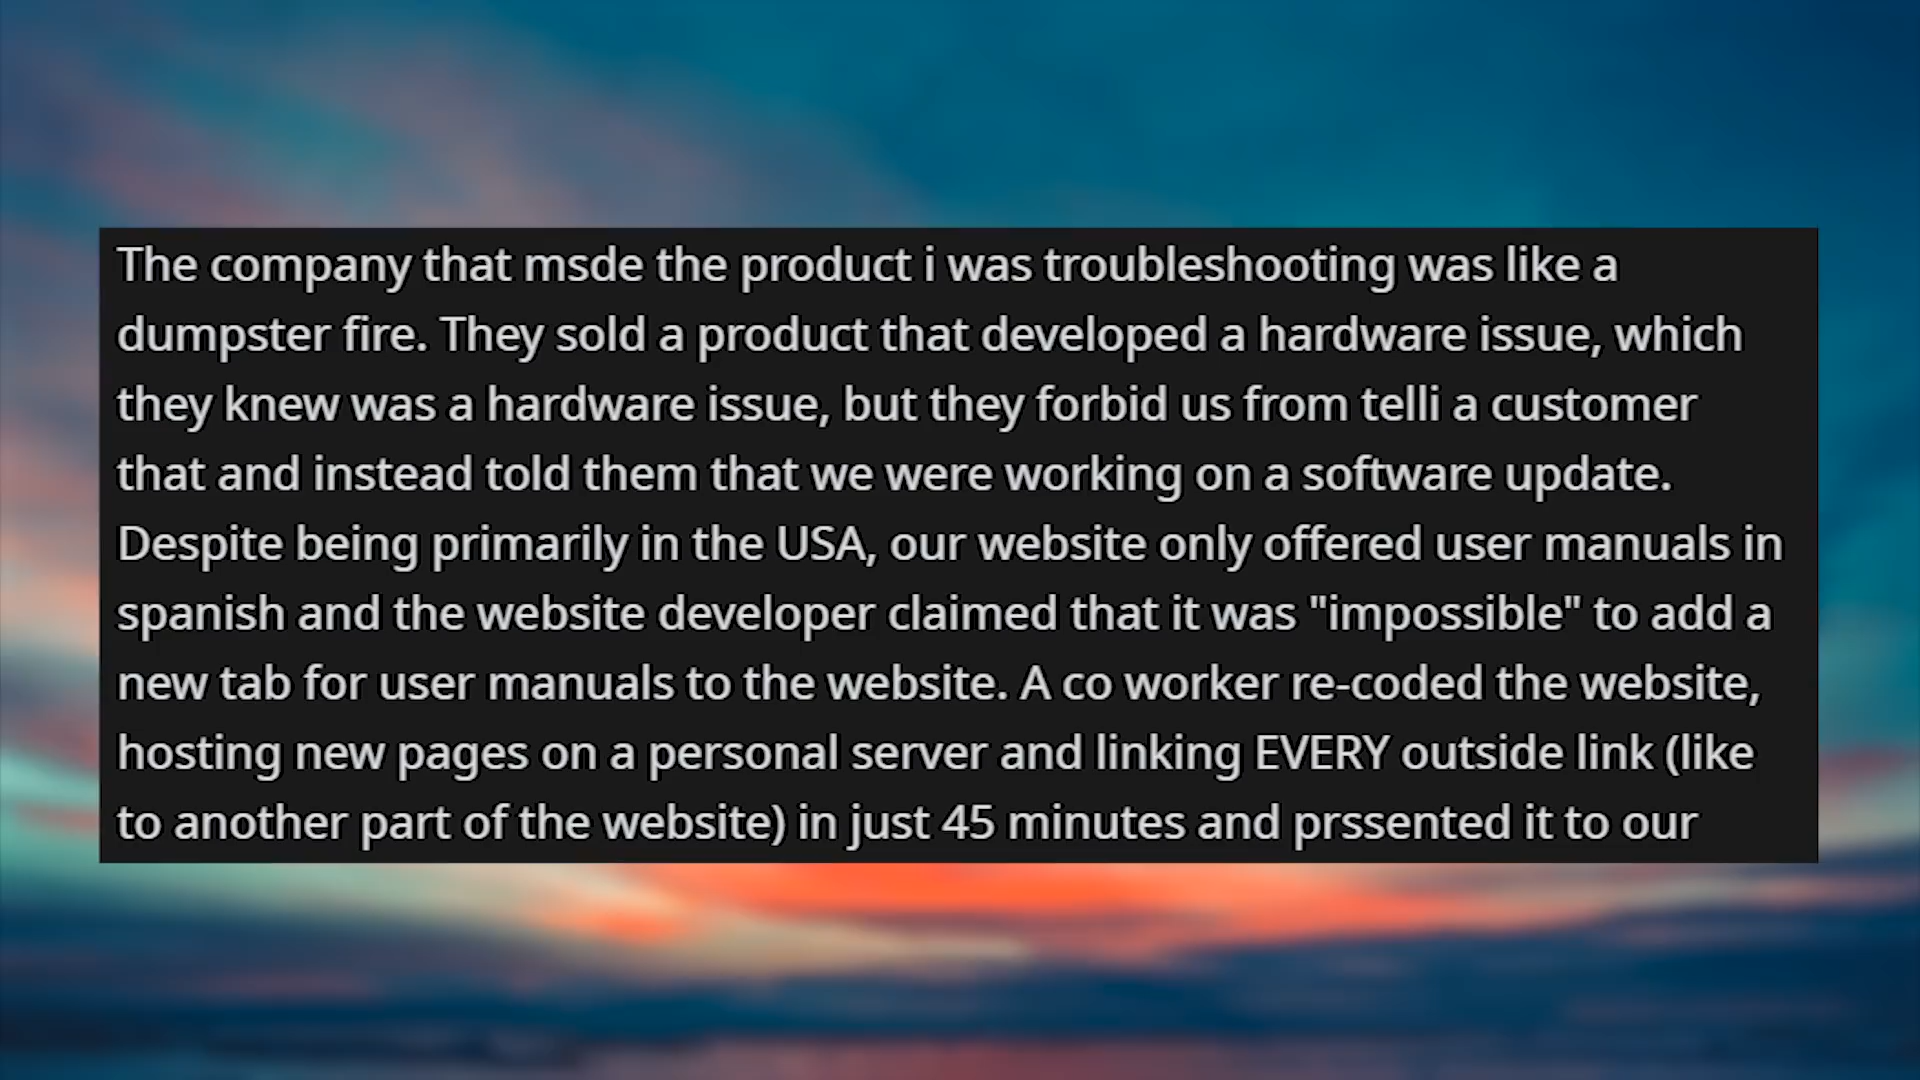 The company that msde the product i was troubleshooting was like a
dumpster fire. They sold a product that developed a hardware issue, which
they knew was a hardware issue, but they forbid us from telli a customer
that and instead told them that we were working on a software update.
Despite being primarily in the USA, our website only offered user manuals in
spanish and the website developer claimed that it was "impossible" to add a
new tab for user manuals to the website. A co worker re-coded the website,
hosting new pages on a personal server and linking EVERY outside link (like
to another part of the website) in just 45 minutes and prssented it to our